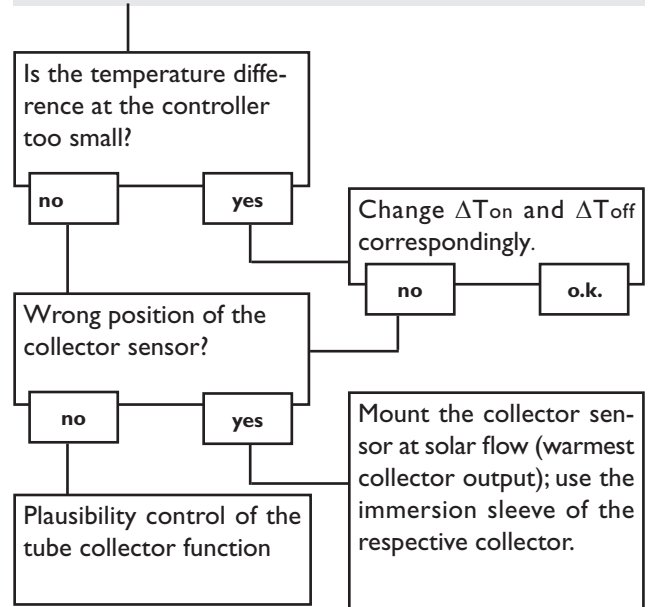 Is the temperature diffe-
rence at the controller
too small?
no
yes
Change ΔTon and ΔToff
correspondingly.
no
o.k.
Wrong position of the
collector sensor?
no
yes
Mount the collector sen-
sor at solar flow (warmest
collector output); use the
immersion sleeve of the
respective collector.
Plausibility control of the
tube collector function